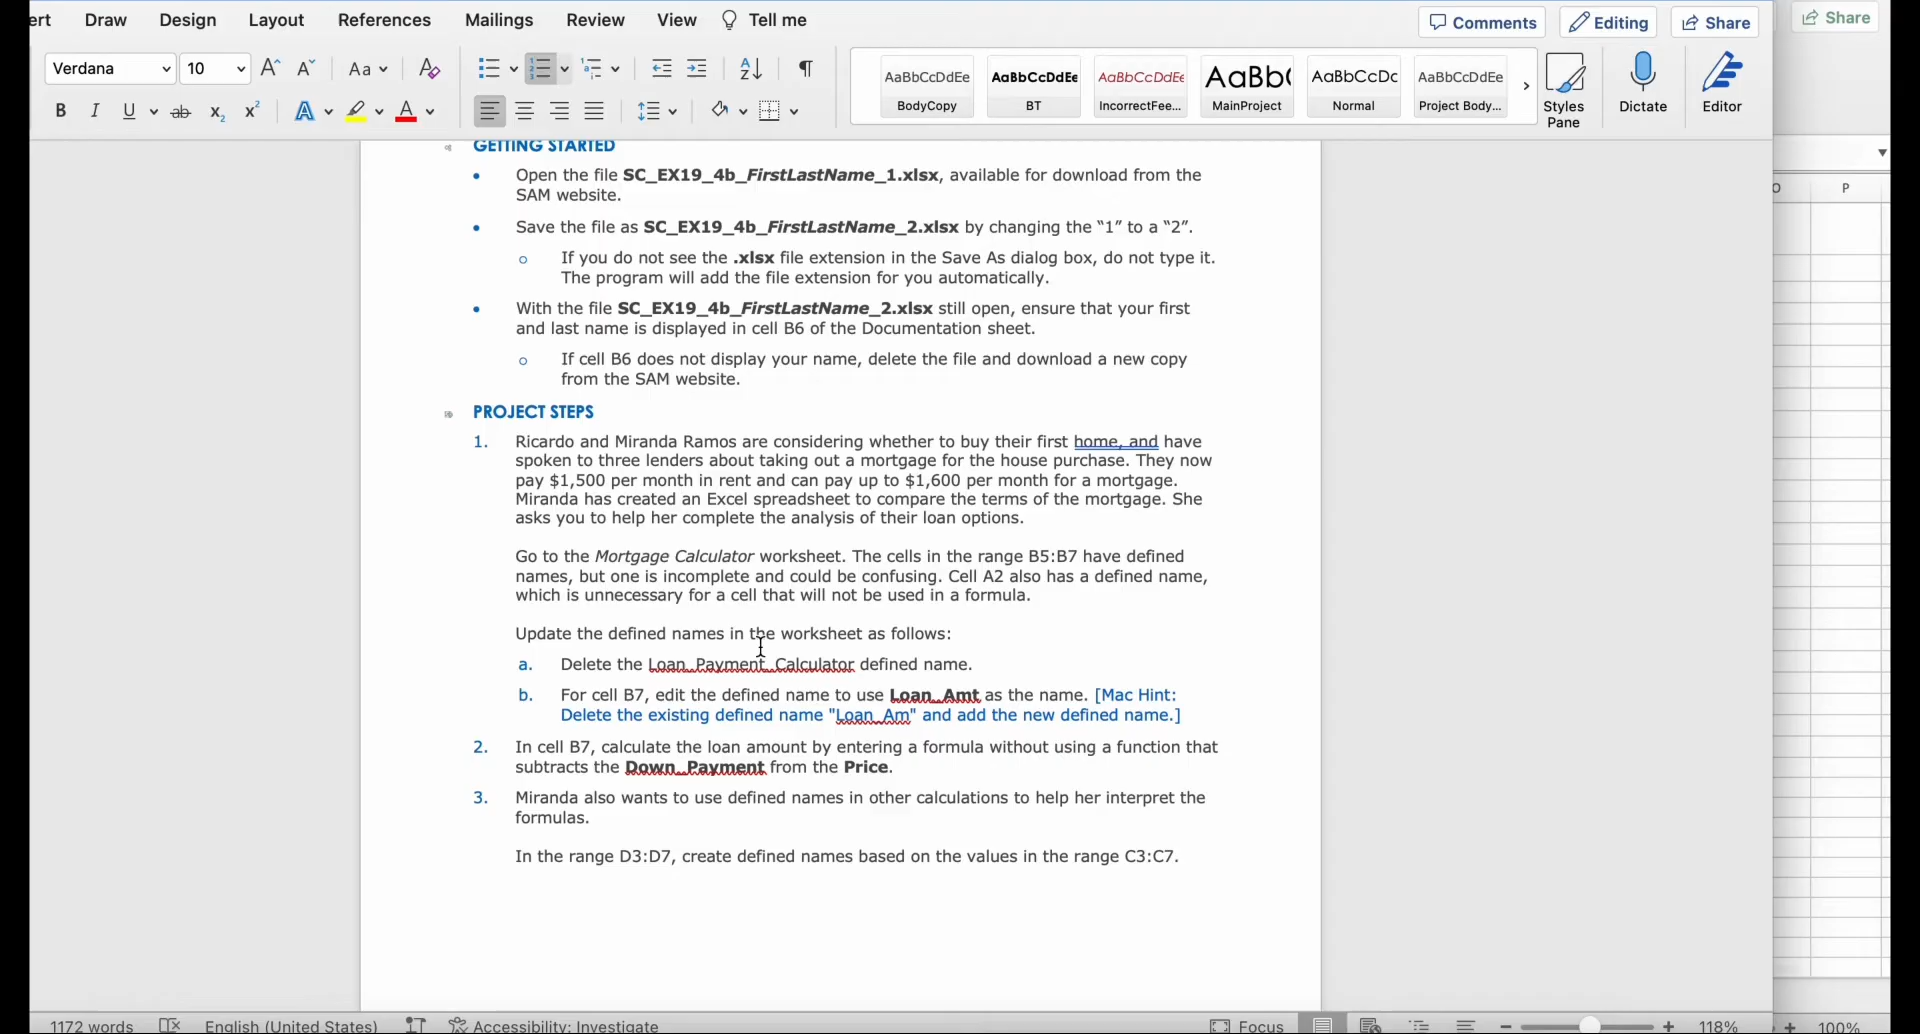 ert Draw Design Layout References Mailings Review View Tell me Comments Editing Share Share
Verdana 10 Aa
AaBbCcDdEe AaBbCcDdEe AaBbCcDdEe AaBb( AaBbCcDc AaBbCcDdEe
BodyCopy BT IncorrectFee... MainProject Normal Project Body... Styles Pane Dictate Editor
B I U ab x2 x2 A A
P
GETTING STARTED
• Open the file SC_EX19_4b_FirstLastName_1.xlsx, available for download from the
SAM website.
• Save the file as SC_EX19_4b_FirstLastName_2.xlsx by changing the “1” to a “2”.
o If you do not see the .xlsx file extension in the Save As dialog box, do not type it.
The program will add the file extension for you automatically.
• With the file SC_EX19_4b_FirstLastName_2.xlsx still open, ensure that your first
and last name is displayed in cell B6 of the Documentation sheet.
o If cell B6 does not display your name, delete the file and download a new copy
from the SAM website.
PROJECT STEPS
1. Ricardo and Miranda Ramos are considering whether to buy their first home, and have
spoken to three lenders about taking out a mortgage for the house purchase. They now
pay $1,500 per month in rent and can pay up to $1,600 per month for a mortgage.
Miranda has created an Excel spreadsheet to compare the terms of the mortgage. She
asks you to help her complete the analysis of their loan options.
Go to the Mortgage Calculator worksheet. The cells in the range B5:B7 have defined
names, but one is incomplete and could be confusing. Cell A2 also has a defined name,
which is unnecessary for a cell that will not be used in a formula.
Update the defined names in the worksheet as follows:
a. Delete the Loan_Payment_Calculator defined name.
b. For cell B7, edit the defined name to use Loan_Amt as the name. [Mac Hint:
Delete the existing defined name "Loan_Am" and add the new defined name.]
2. In cell B7, calculate the loan amount by entering a formula without using a function that
subtracts the Down_Payment from the Price.
3. Miranda also wants to use defined names in other calculations to help her interpret the
formulas.
In the range D3:D7, create defined names based on the values in the range C3:C7.
1172 words English (United States) Accessibility: Investigate Focus 118% 100%